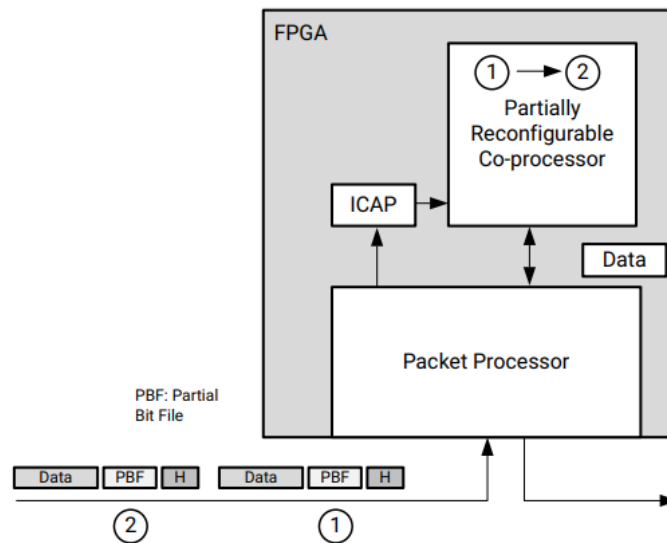 FPGA
1 2
Partially
Reconfigurable
Co-processor
ICAP
Data
Packet Processor
PBF: Partial
Bit File
Data PBF H Data PBF H
2 1